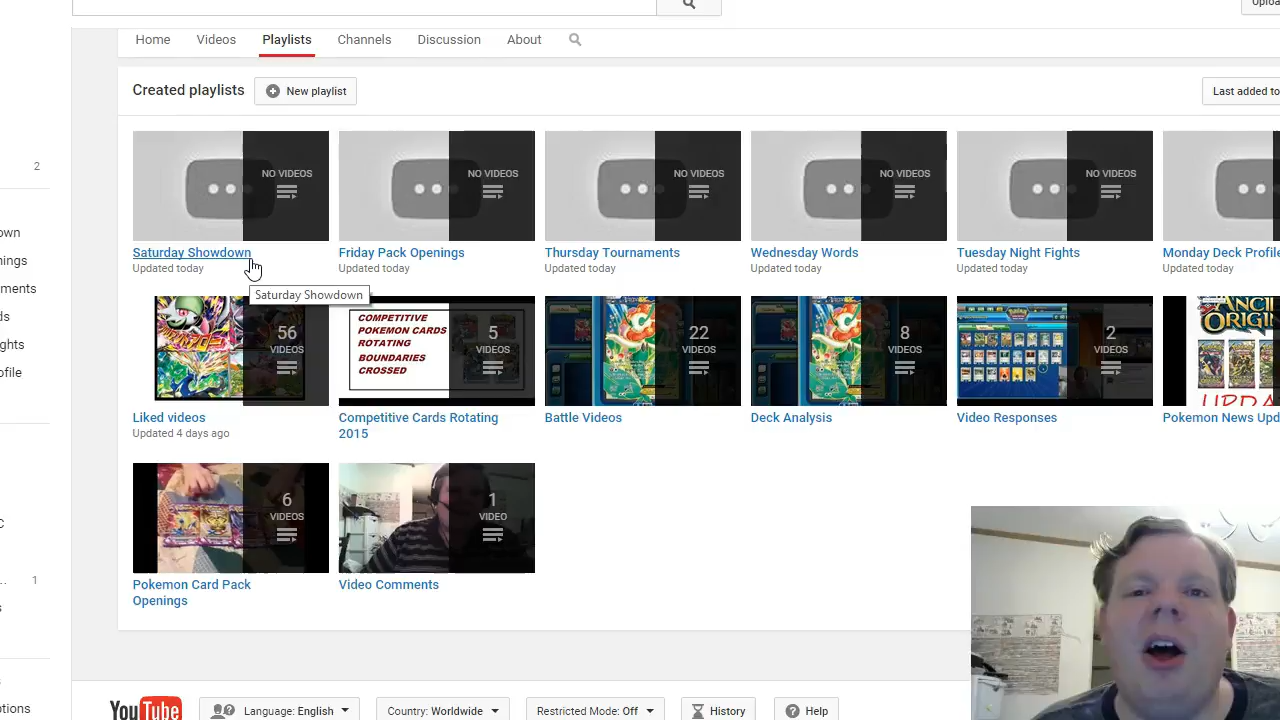 Uploa
Home Videos Playlists Channels Discussion About
Created playlists New playlist Last added to
2
NO VIDEOS NO VIDEOS NO VIDEOS NO VIDEOS NO VIDEOS
own
Saturday Showdown Friday Pack Openings Thursday Tournaments Wednesday Words Tuesday Night Fights Monday Deck Profile
nings
Updated today Updated today Updated today Updated today Updated today Updated today
ments
Saturday Showdown
ds
ghts
ofile
56 VIDEOS
COMPETITIVE
POKEMON CARDS
ROTATING
BOUNDARIES
CROSSED
5 VIDEOS
22 VIDEOS
8 VIDEOS
2 VIDEOS
ANCI
ORIGIN
UPDA
Liked videos
Updated 4 days ago
Competitive Cards Rotating
2015
Battle Videos
Deck Analysis
Video Responses
Pokemon News Upd
6 VIDEOS
1 VIDEO
C
... 1
s
Pokemon Card Pack
Openings
Video Comments
ptions
YouTube Language: English Country: Worldwide Restricted Mode: Off History Help